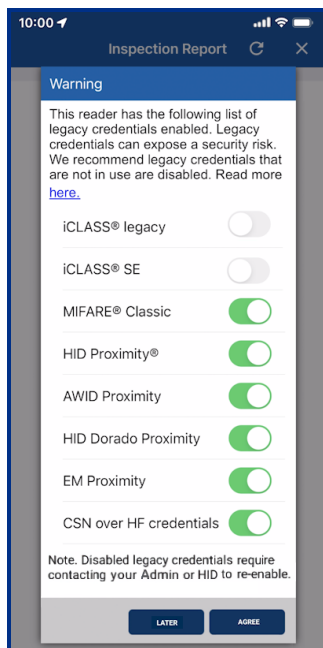 10:00
Inspection Report
Warning
This reader has the following list of
legacy credentials enabled. Legacy
credentials can expose a security risk.
We recommend legacy credentials that
are not in use are disabled. Read more
here.
iCLASS® legacy
iCLASS® SE
MIFARE® Classic
HID Proximity®
AWID Proximity
HID Dorado Proximity
EM Proximity
CSN over HF credentials
Note. Disabled legacy credentials require
contacting your Admin or HID to re-enable.
LATER AGREE